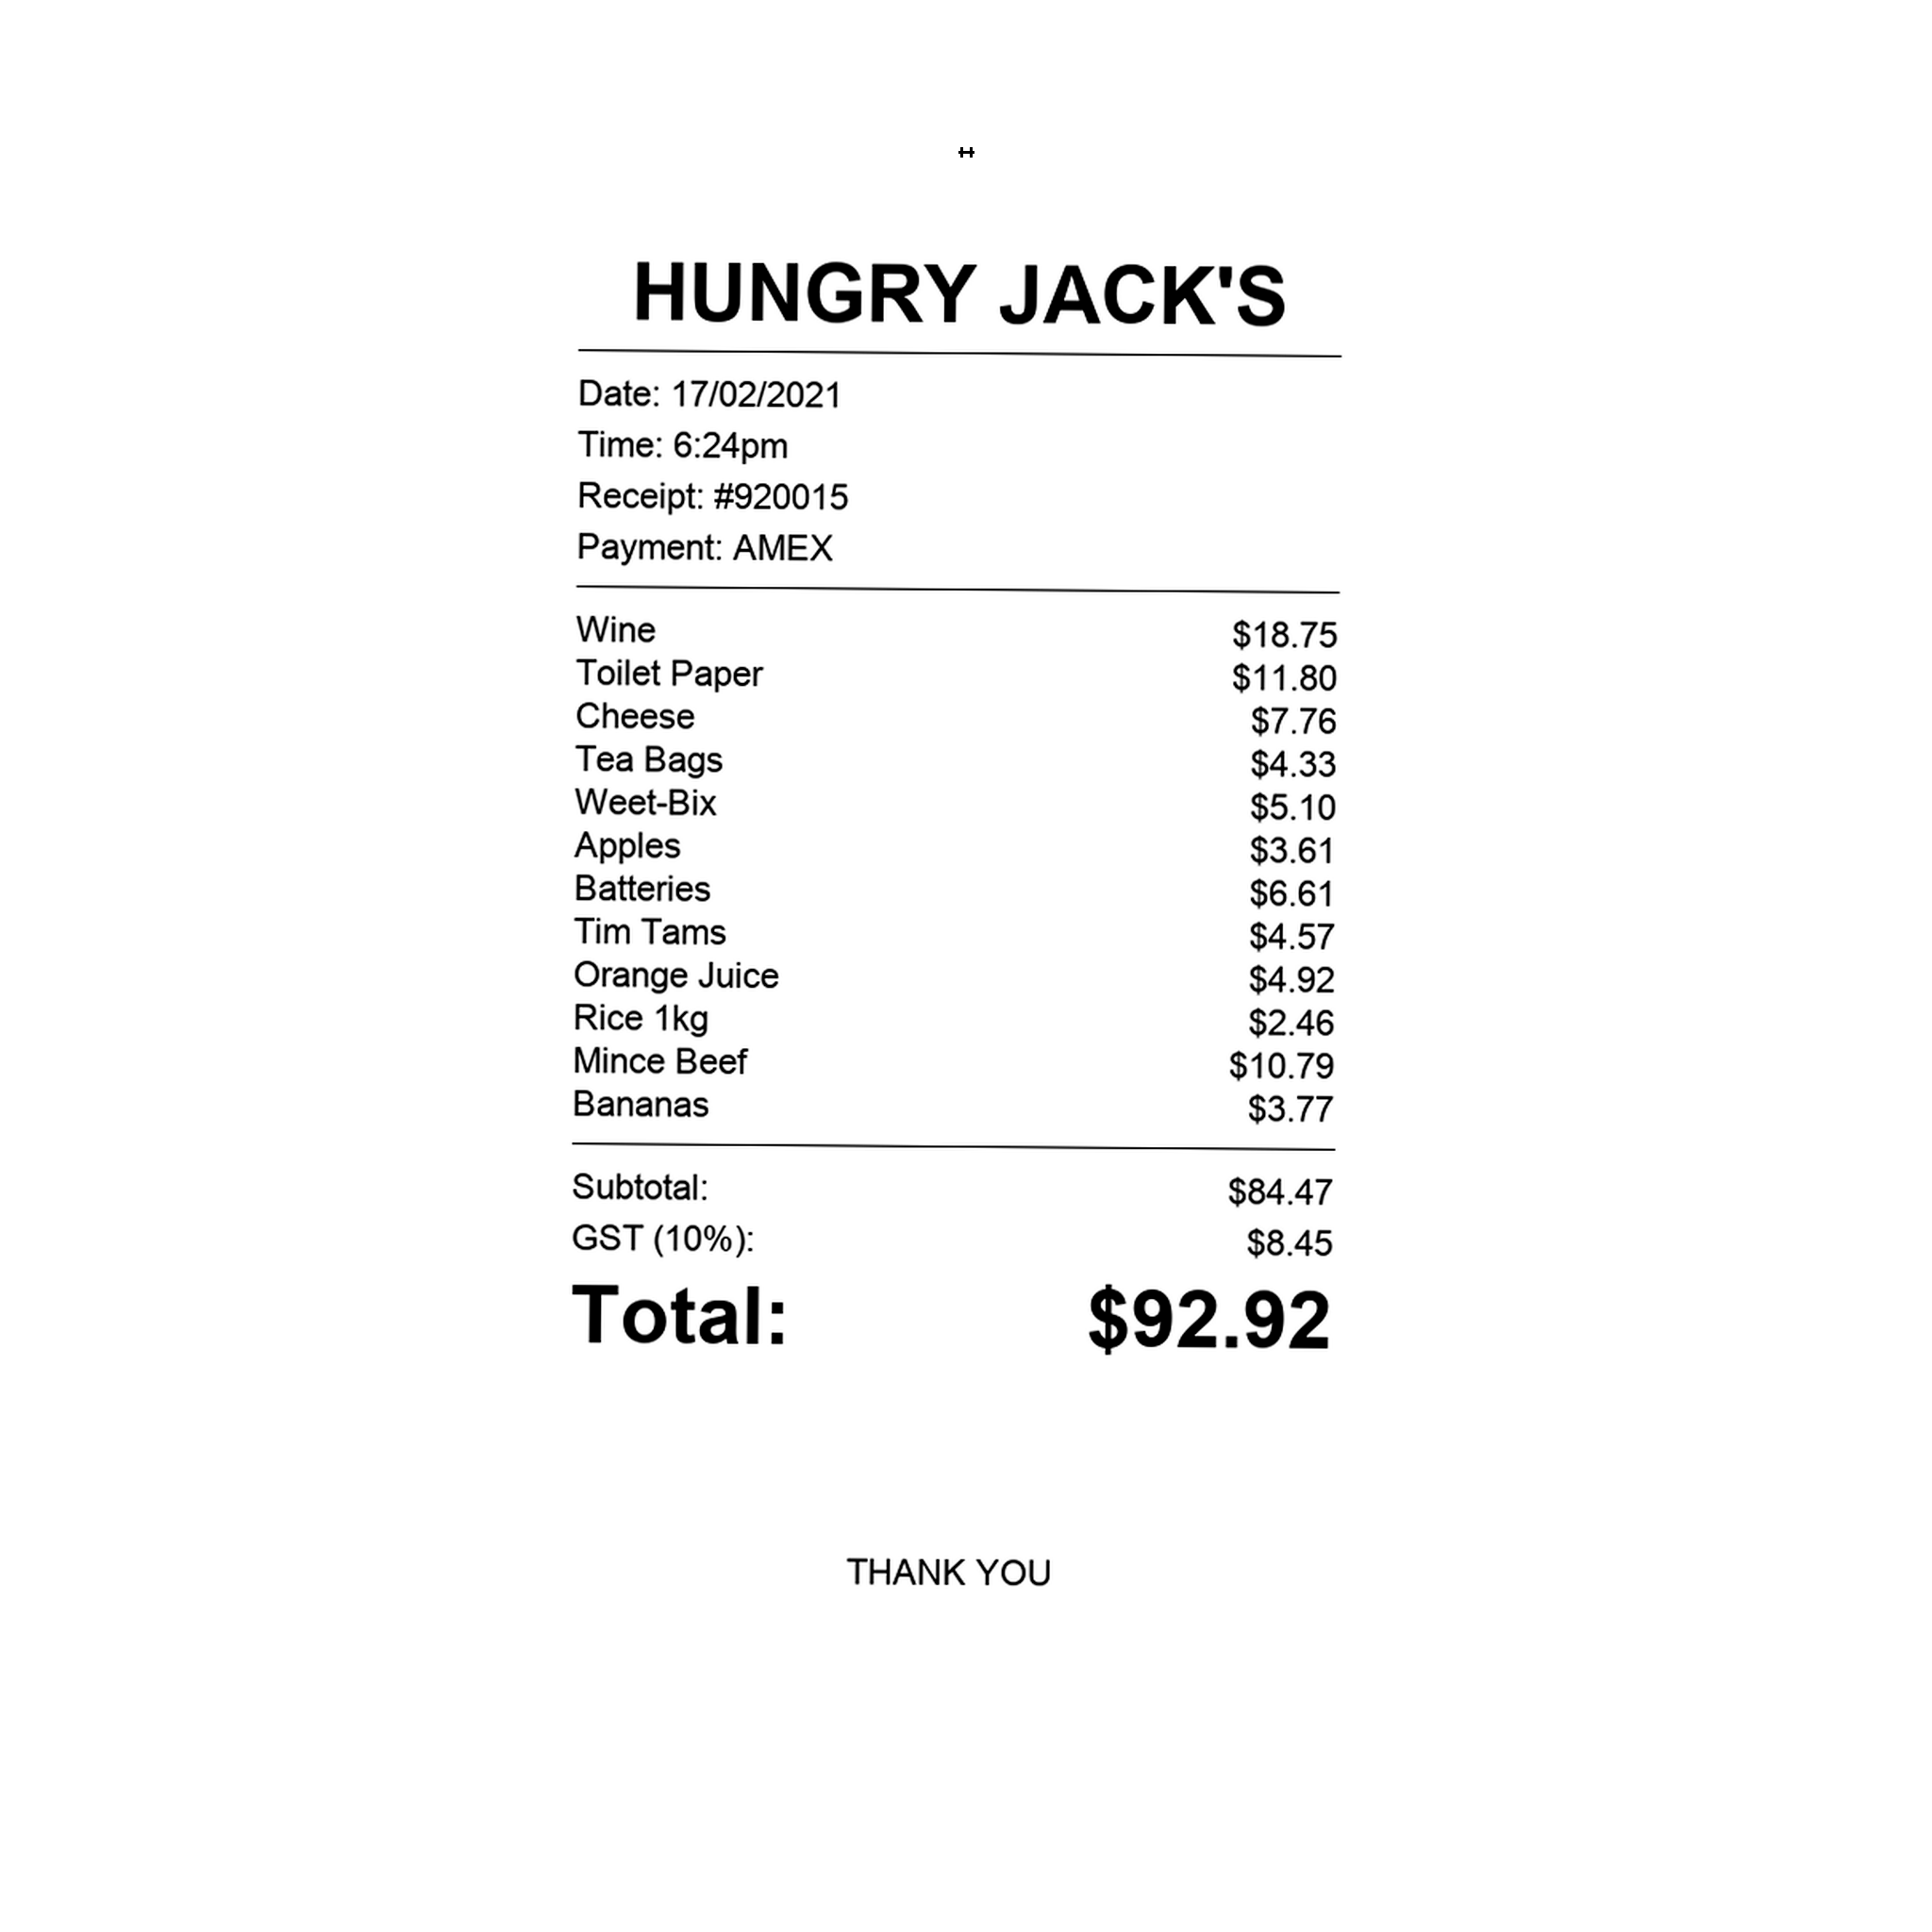 HUNGRY JACK'S
Date: 17/02/2021
Time: 6:24pm
Receipt: #920015
Payment: AMEX
Wine $18.75
Toilet Paper $11.80
Cheese $7.76
Tea Bags $4.33
Weet-Bix $5.10
Apples $3.61
Batteries $6.61
Tim Tams $4.57
Orange Juice $4.92
Rice 1kg $2.46
Mince Beef $10.79
Bananas $3.77
Subtotal: $84.47
GST (10%): $8.45
Total: $92.92
THANK YOU